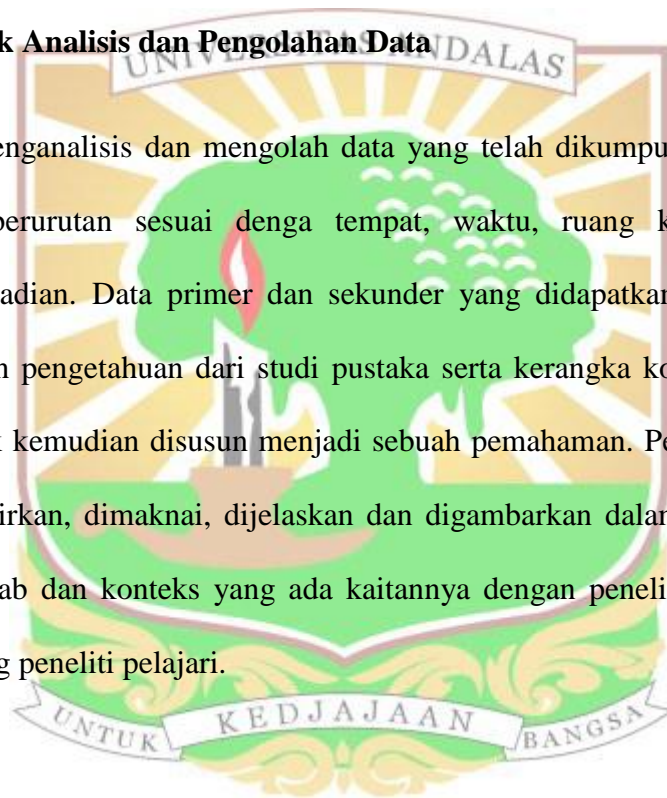 k Analisis dan Pengolahan Data
UNIVERSITAS ANDALAS
enganalisis dan mengolah data yang telah dikumpu
perurutan sesuai denga tempat, waktu, ruang k
adian. Data primer dan sekunder yang didapatkan
n pengetahuan dari studi pustaka serta kerangka ko
k kemudian disusun menjadi sebuah pemahaman. Pe
irkan, dimaknai, dijelaskan dan digambarkan dalam
ab dan konteks yang ada kaitannya dengan peneli
g peneliti pelajari.
UNTUK KEDJAJAAN BANGSA